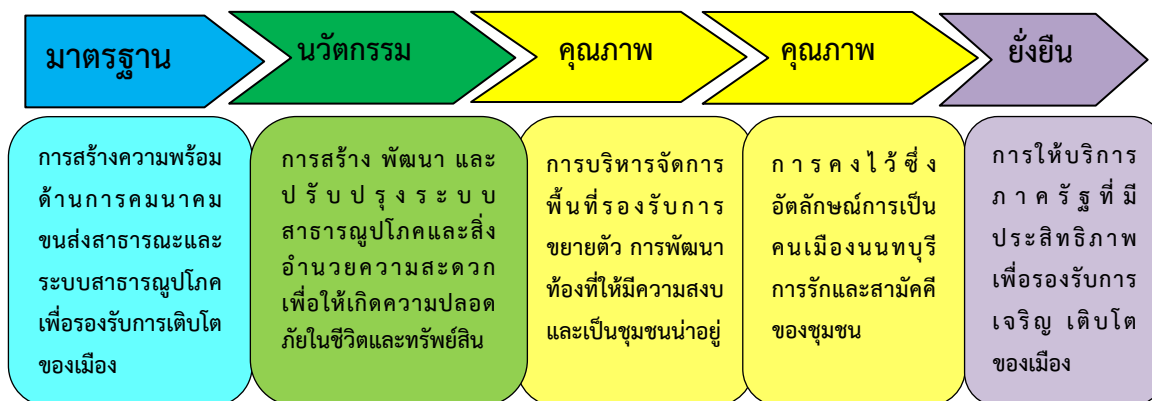 มาตรฐาน
นวัตกรรม
คุณภาพ
คุณภาพ
ยั่งยืน
การสร้างความพร้อม
ด้านการคมนาคม
ขนส่งสาธารณะและ
ระบบสาธารณูปโภค
เพื่อรองรับการเติบโต
ของเมือง
การสร้าง พัฒนา และ
ปรับปรุงระบบ
สาธารณูปโภคและสิ่ง
อำนวยความสะดวก
เพื่อให้เกิดความปลอด
ภัยในชีวิตและทรัพย์สิน
การบริหารจัดการ
พื้นที่รองรับการ
ขยายตัว การพัฒนา
ท้องที่ให้มีความสงบ
และเป็นชุมชนน่าอยู่
การคงไว้ซึ่ง
อัตลักษณ์การเป็น
คนเมืองนนทบุรี
การรักและสามัคคี
ของชุมชน
การให้บริการ
ภาครัฐที่มี
ประสิทธิภาพ
เพื่อรองรับการ
เจริญ เติบโต
ของเมือง